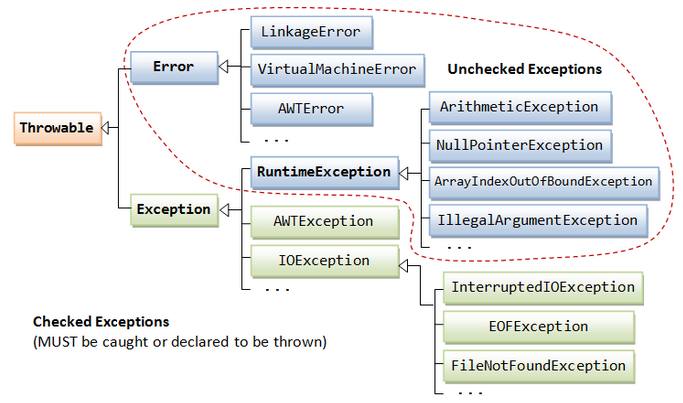 LinkageError
Error
VirtualMachineError
Unchecked Exceptions
AWTError
ArithmeticException
Throwable
...
NullPointerException
RuntimeException
ArrayIndexOutOfBoundException
Exception
AWTException
IllegalArgumentException
...
IOException
...
InterruptedIOException
Checked Exceptions
(MUST be caught or declared to be thrown)
EOFException
FileNotFoundException
...